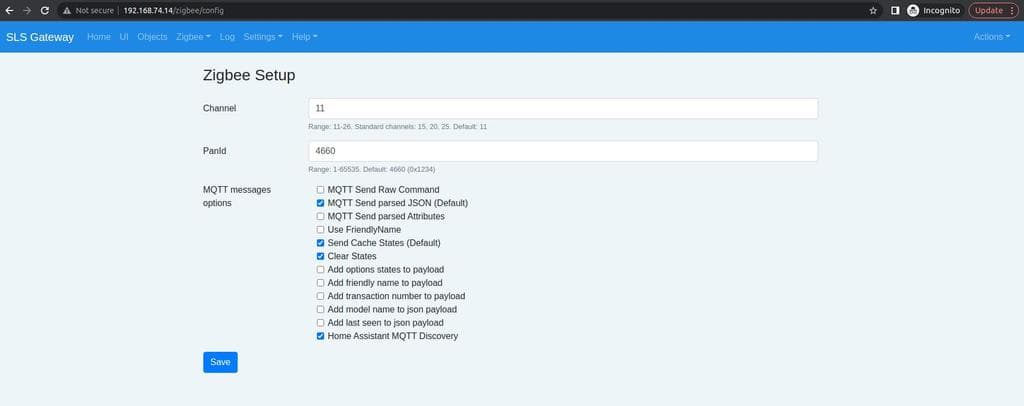 Not secure 192.168.74.14/zigbee/config Incognito Update
SLS Gateway Home UI Objects Zigbee Log Settings Help Actions
Zigbee Setup
Channel 11
Range: 11-26, Standard channels: 15, 20, 25. Default: 11
PanId 4660
Range: 1-65535. Default: 4660 (0x1234)
MQTT messages options
MQTT Send Raw Command
MQTT Send parsed JSON (Default)
MQTT Send parsed Attributes
Use FriendlyName
Send Cache States (Default)
Clear States
Add options states to payload
Add friendly name to payload
Add transaction number to payload
Add model name to json payload
Add last seen to json payload
Home Assistant MQTT Discovery
Save